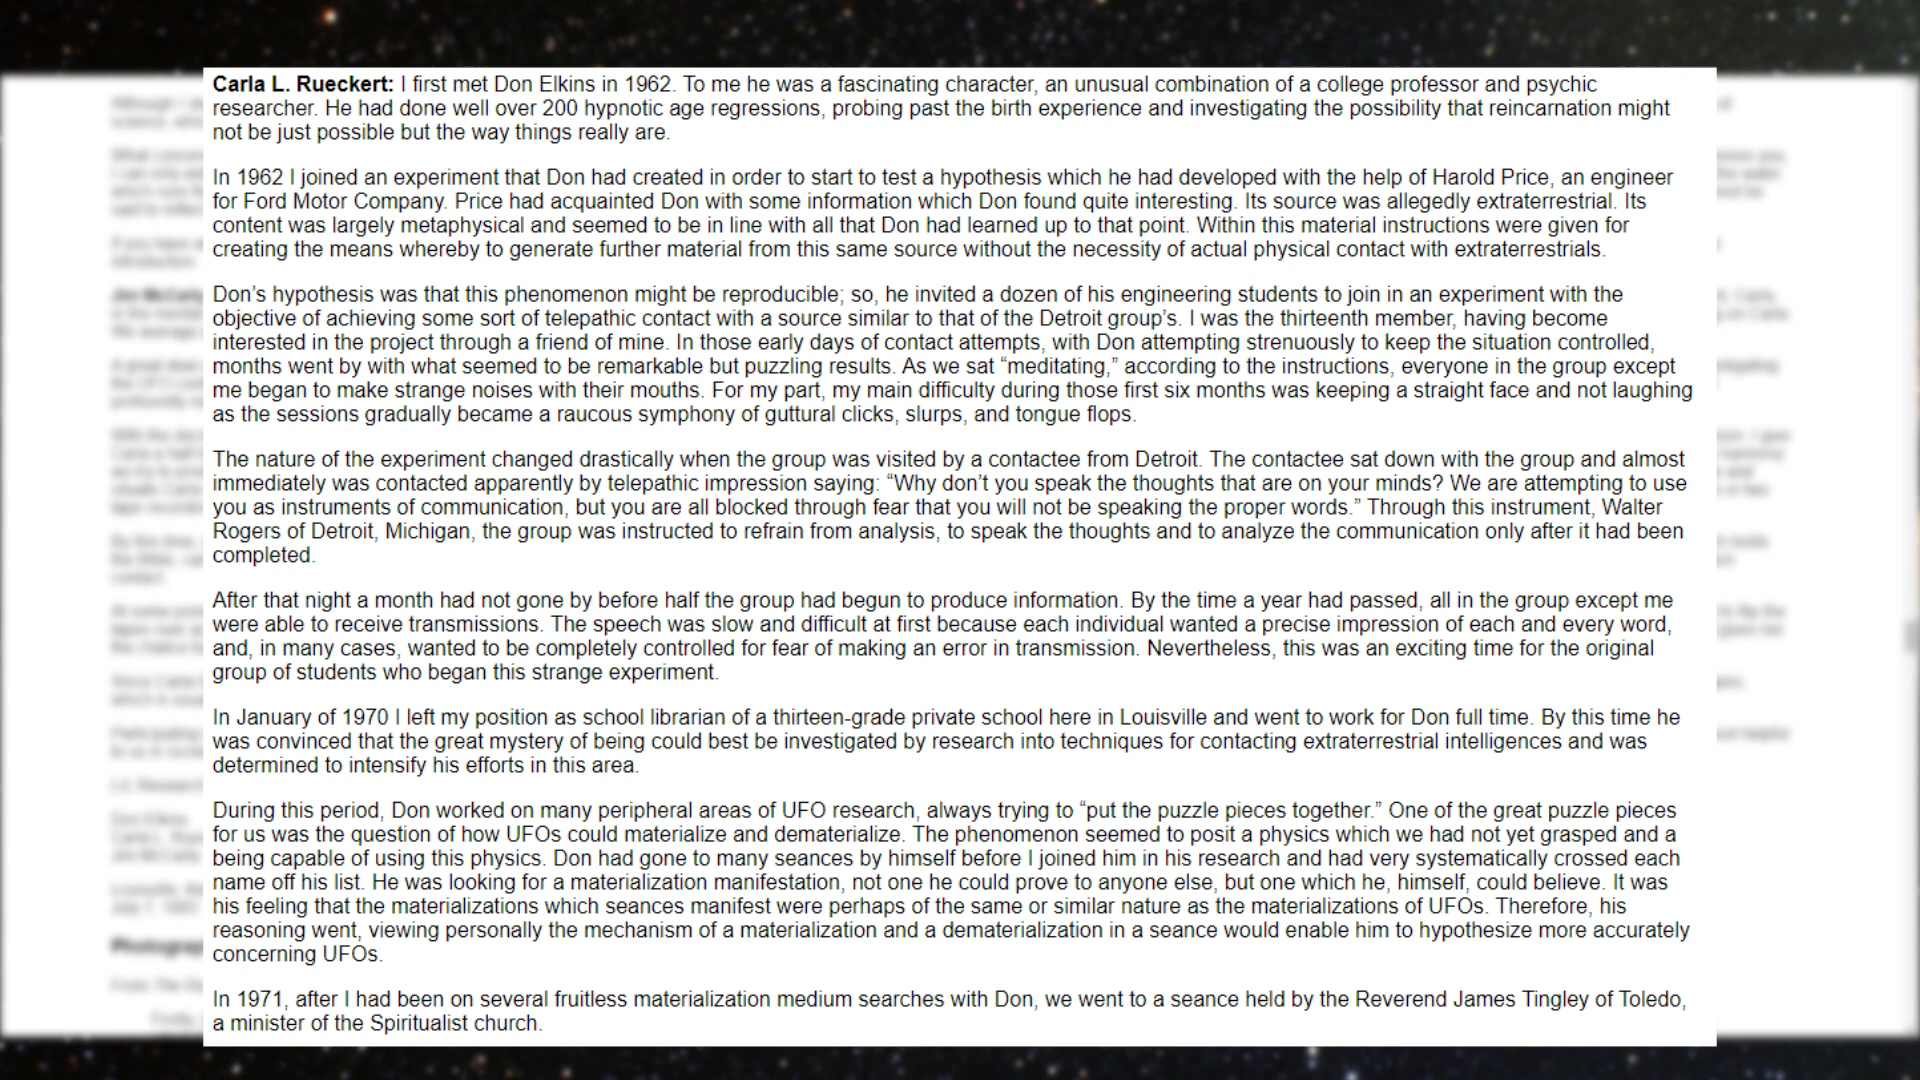 Carla L. Rueckert: I first met Don Elkins in 1962. To me he was a fascinating character, an unusual combination of a college professor and psychic
researcher. He had done well over 200 hypnotic age regressions, probing past the birth experience and investigating the possibility that reincarnation might
not be just possible but the way things really are.
In 1962 I joined an experiment that Don had created in order to start to test a hypothesis which he had developed with the help of Harold Price, an engineer
for Ford Motor Company. Price had acquainted Don with some information which Don found quite interesting. Its source was allegedly extraterrestrial. Its
content was largely metaphysical and seemed to be in line with all that Don had learned up to that point. Within this material instructions were given for
creating the means whereby to generate further material from this same source without the necessity of actual physical contact with extraterrestrials.
Don’s hypothesis was that this phenomenon might be reproducible; so, he invited a dozen of his engineering students to join in an experiment with the
objective of achieving some sort of telepathic contact with a source similar to that of the Detroit group’s. I was the thirteenth member, having become
interested in the project through a friend of mine. In those early days of contact attempts, with Don attempting strenuously to keep the situation controlled,
months went by with what seemed to be remarkable but puzzling results. As we sat “meditating,” according to the instructions, everyone in the group except
me began to make strange noises with their mouths. For my part, my main difficulty during those first six months was keeping a straight face and not laughing
as the sessions gradually became a raucous symphony of guttural clicks, slurps, and tongue flops.
The nature of the experiment changed drastically when the group was visited by a contactee from Detroit. The contactee sat down with the group and almost
immediately was contacted apparently by telepathic impression saying: “Why don’t you speak the thoughts that are on your minds? We are attempting to use
you as instruments of communication, but you are all blocked through fear that you will not be speaking the proper words.” Through this instrument, Walter
Rogers of Detroit, Michigan, the group was instructed to refrain from analysis, to speak the thoughts and to analyze the communication only after it had been
completed.
After that night a month had not gone by before half the group had begun to produce information. By the time a year had passed, all in the group except me
were able to receive transmissions. The speech was slow and difficult at first because each individual wanted a precise impression of each and every word,
and, in many cases, wanted to be completely controlled for fear of making an error in transmission. Nevertheless, this was an exciting time for the original
group of students who began this strange experiment.
In January of 1970 I left my position as school librarian of a thirteen-grade private school here in Louisville and went to work for Don full time. By this time he
was convinced that the great mystery of being could best be investigated by research into techniques for contacting extraterrestrial intelligences and was
determined to intensify his efforts in this area.
During this period, Don worked on many peripheral areas of UFO research, always trying to “put the puzzle pieces together.” One of the great puzzle pieces
for us was the question of how UFOs could materialize and dematerialize. The phenomenon seemed to posit a physics which we had not yet grasped and a
being capable of using this physics. Don had gone to many seances by himself before I joined him in his research and had very systematically crossed each
name off his list. He was looking for a materialization manifestation, not one he could prove to anyone else, but one which he, himself, could believe. It was
his feeling that the materializations which seances manifest were perhaps of the same or similar nature as the materializations of UFOs. Therefore, his
reasoning went, viewing personally the mechanism of a materialization and a dematerialization in a seance would enable him to hypothesize more accurately
concerning UFOs.
In 1971, after I had been on several fruitless materialization medium searches with Don, we went to a seance held by the Reverend James Tingley of Toledo,
a minister of the Spiritualist church.